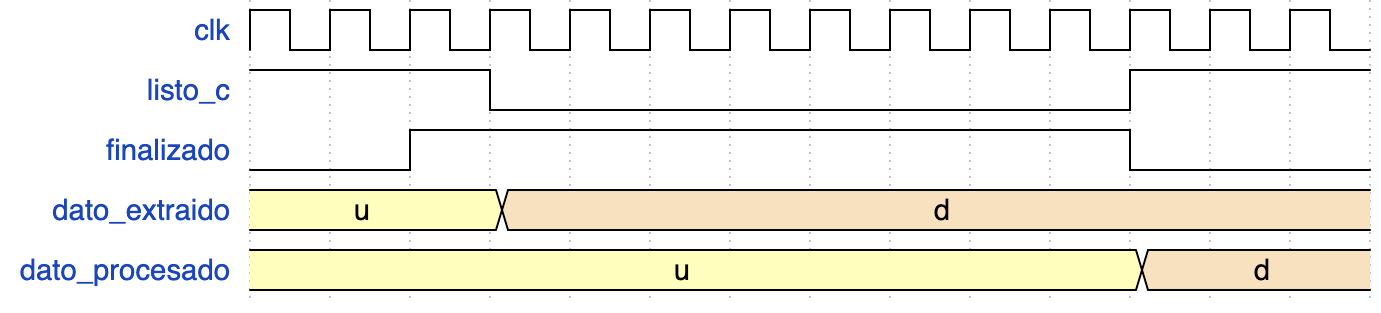 clk
listo_c
finalizado
dato_extraido u d
dato_procesado u d